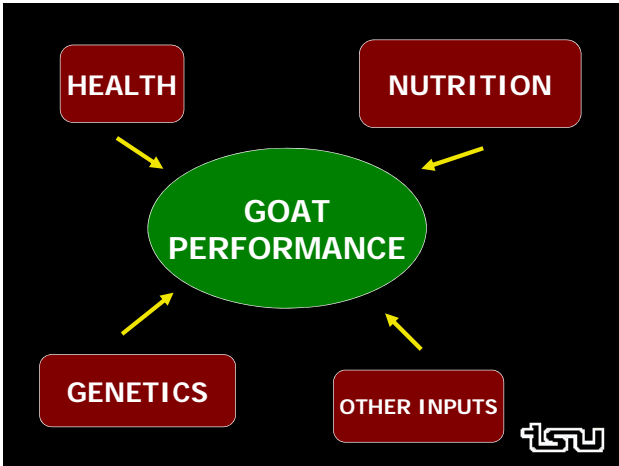 HEALTH
NUTRITION
GOAT
PERFORMANCE
GENETICS
OTHER INPUTS
tsu